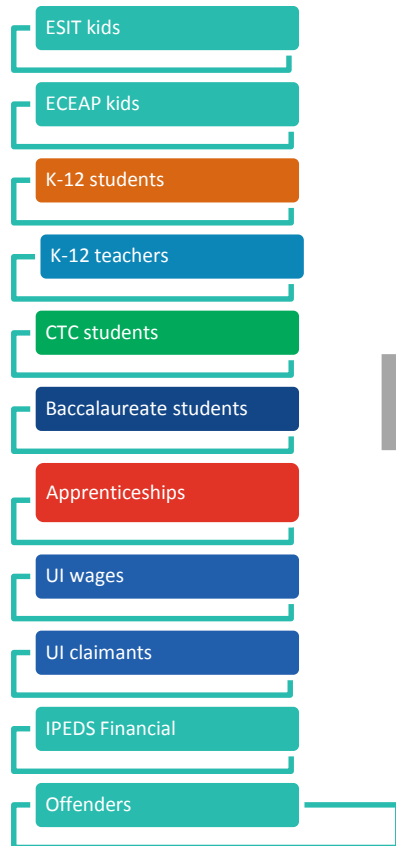 ESIT kids
ECEAP kids
K-12 students
K-12 teachers
CTC students
Baccalaureate students
Apprenticeships
UI wages
UI claimants
IPEDS Financial
Offenders